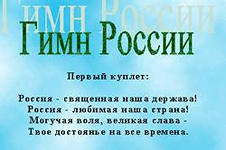 Гимн России
Гимн России
Первый куплет:
Россия - священная наша держава!
Россия - любимая наша страна!
Могучая воля, великая слава -
Твое достоянье на все времена.